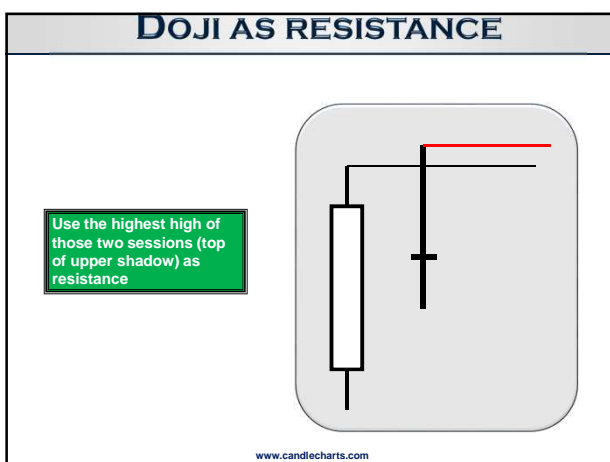 DOJI AS RESISTANCE
Use the highest high of
those two sessions (top
of upper shadow) as
resistance
www.candlecharts.com